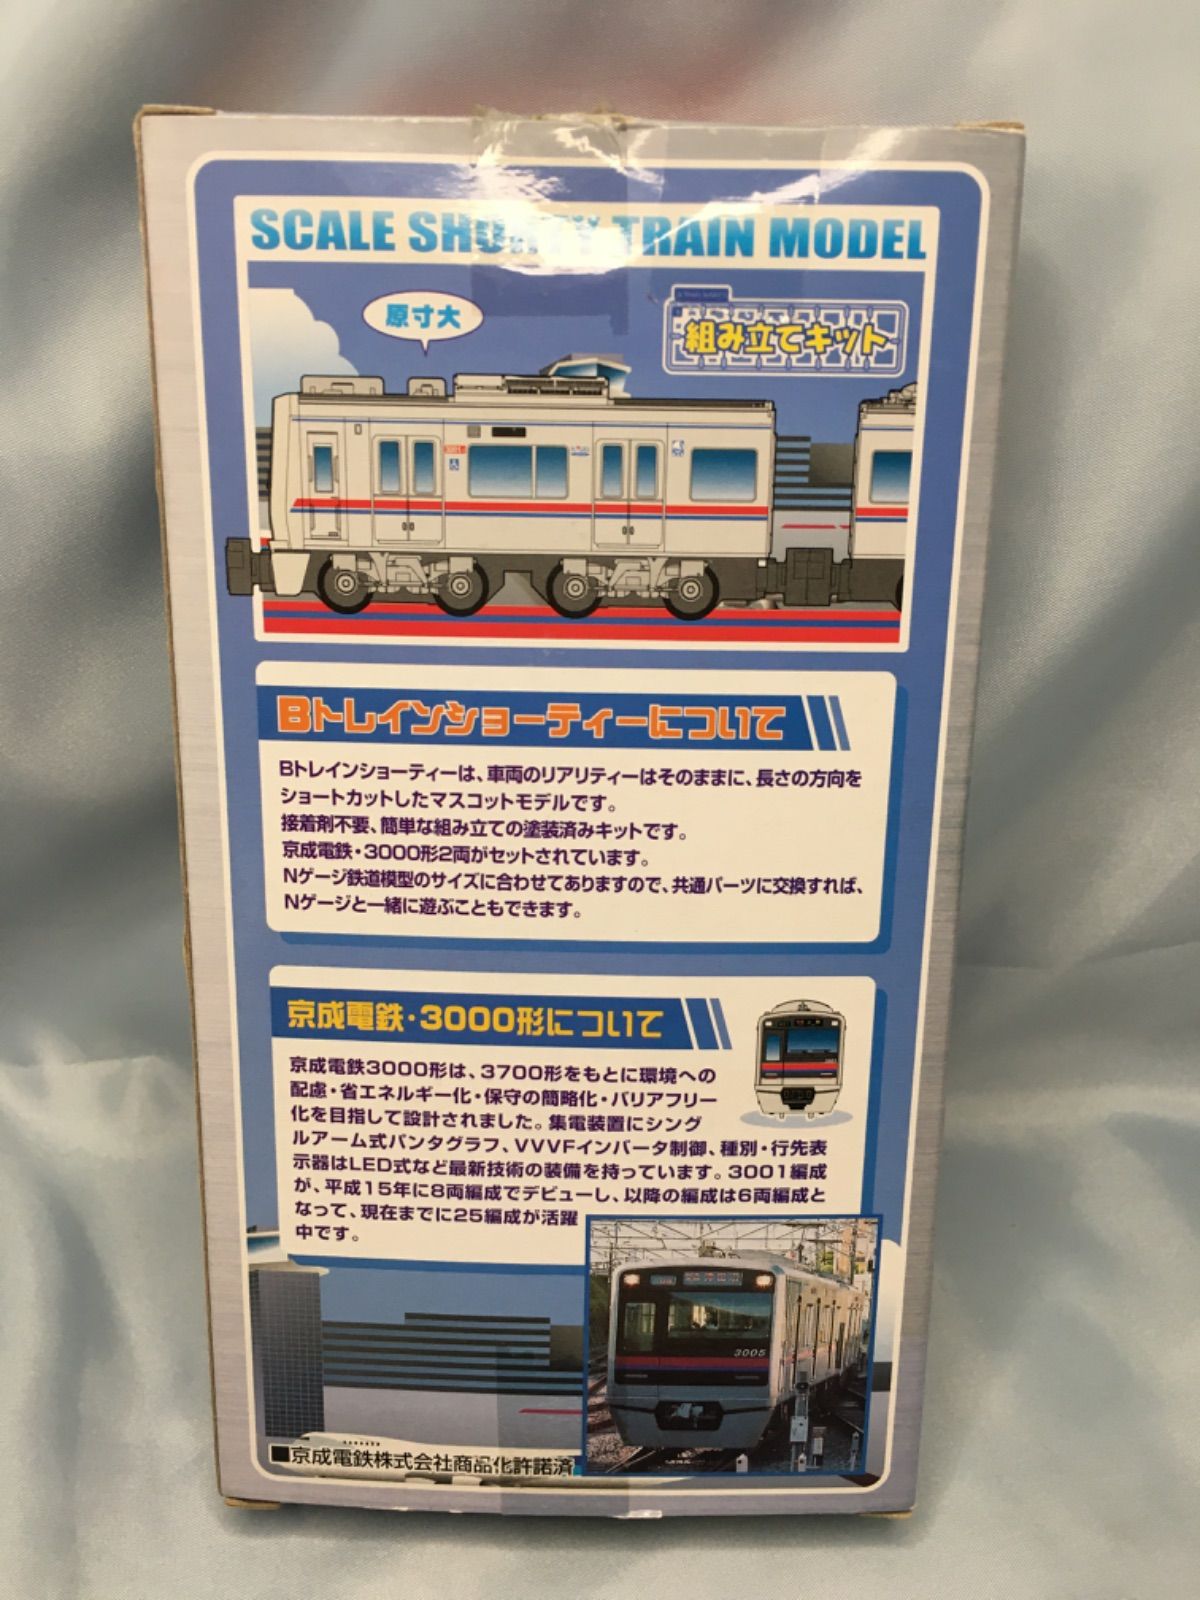 SCALE SHORTY TRAIN MODEL
原寸大
組み立てキット
Bトレインショーティーについて
Bトレインショーティーは、車両のリアリティーはそのままに、長さの方向を
ショートカットしたマスコットモデルです。
接着剤不要、簡単な組み立ての塗装済みキットです。
京成電鉄・3000形2両がセットされています。
Nゲージ鉄道模型のサイズに合わせてありますので、共通パーツに交換すれば、
Nゲージと一緒に遊ぶこともできます。
京成電鉄・3000形について
京成電鉄3000形は、3700形をもとに環境への
配慮・省エネルギー化・保守の簡略化・バリアフリー
化を目指して設計されました。集電装置にシング
ルアーム式パンタグラフ、VVVFインバータ制御、種別・行先表
示器はLED式など最新技術の装備を持っています。3001編成
が、平成15年に8両編成でデビューし、以降の編成は6両編成と
なって、現在までに25編成が活躍
中です。
3005
■京成電鉄株式会社商品化許諾済